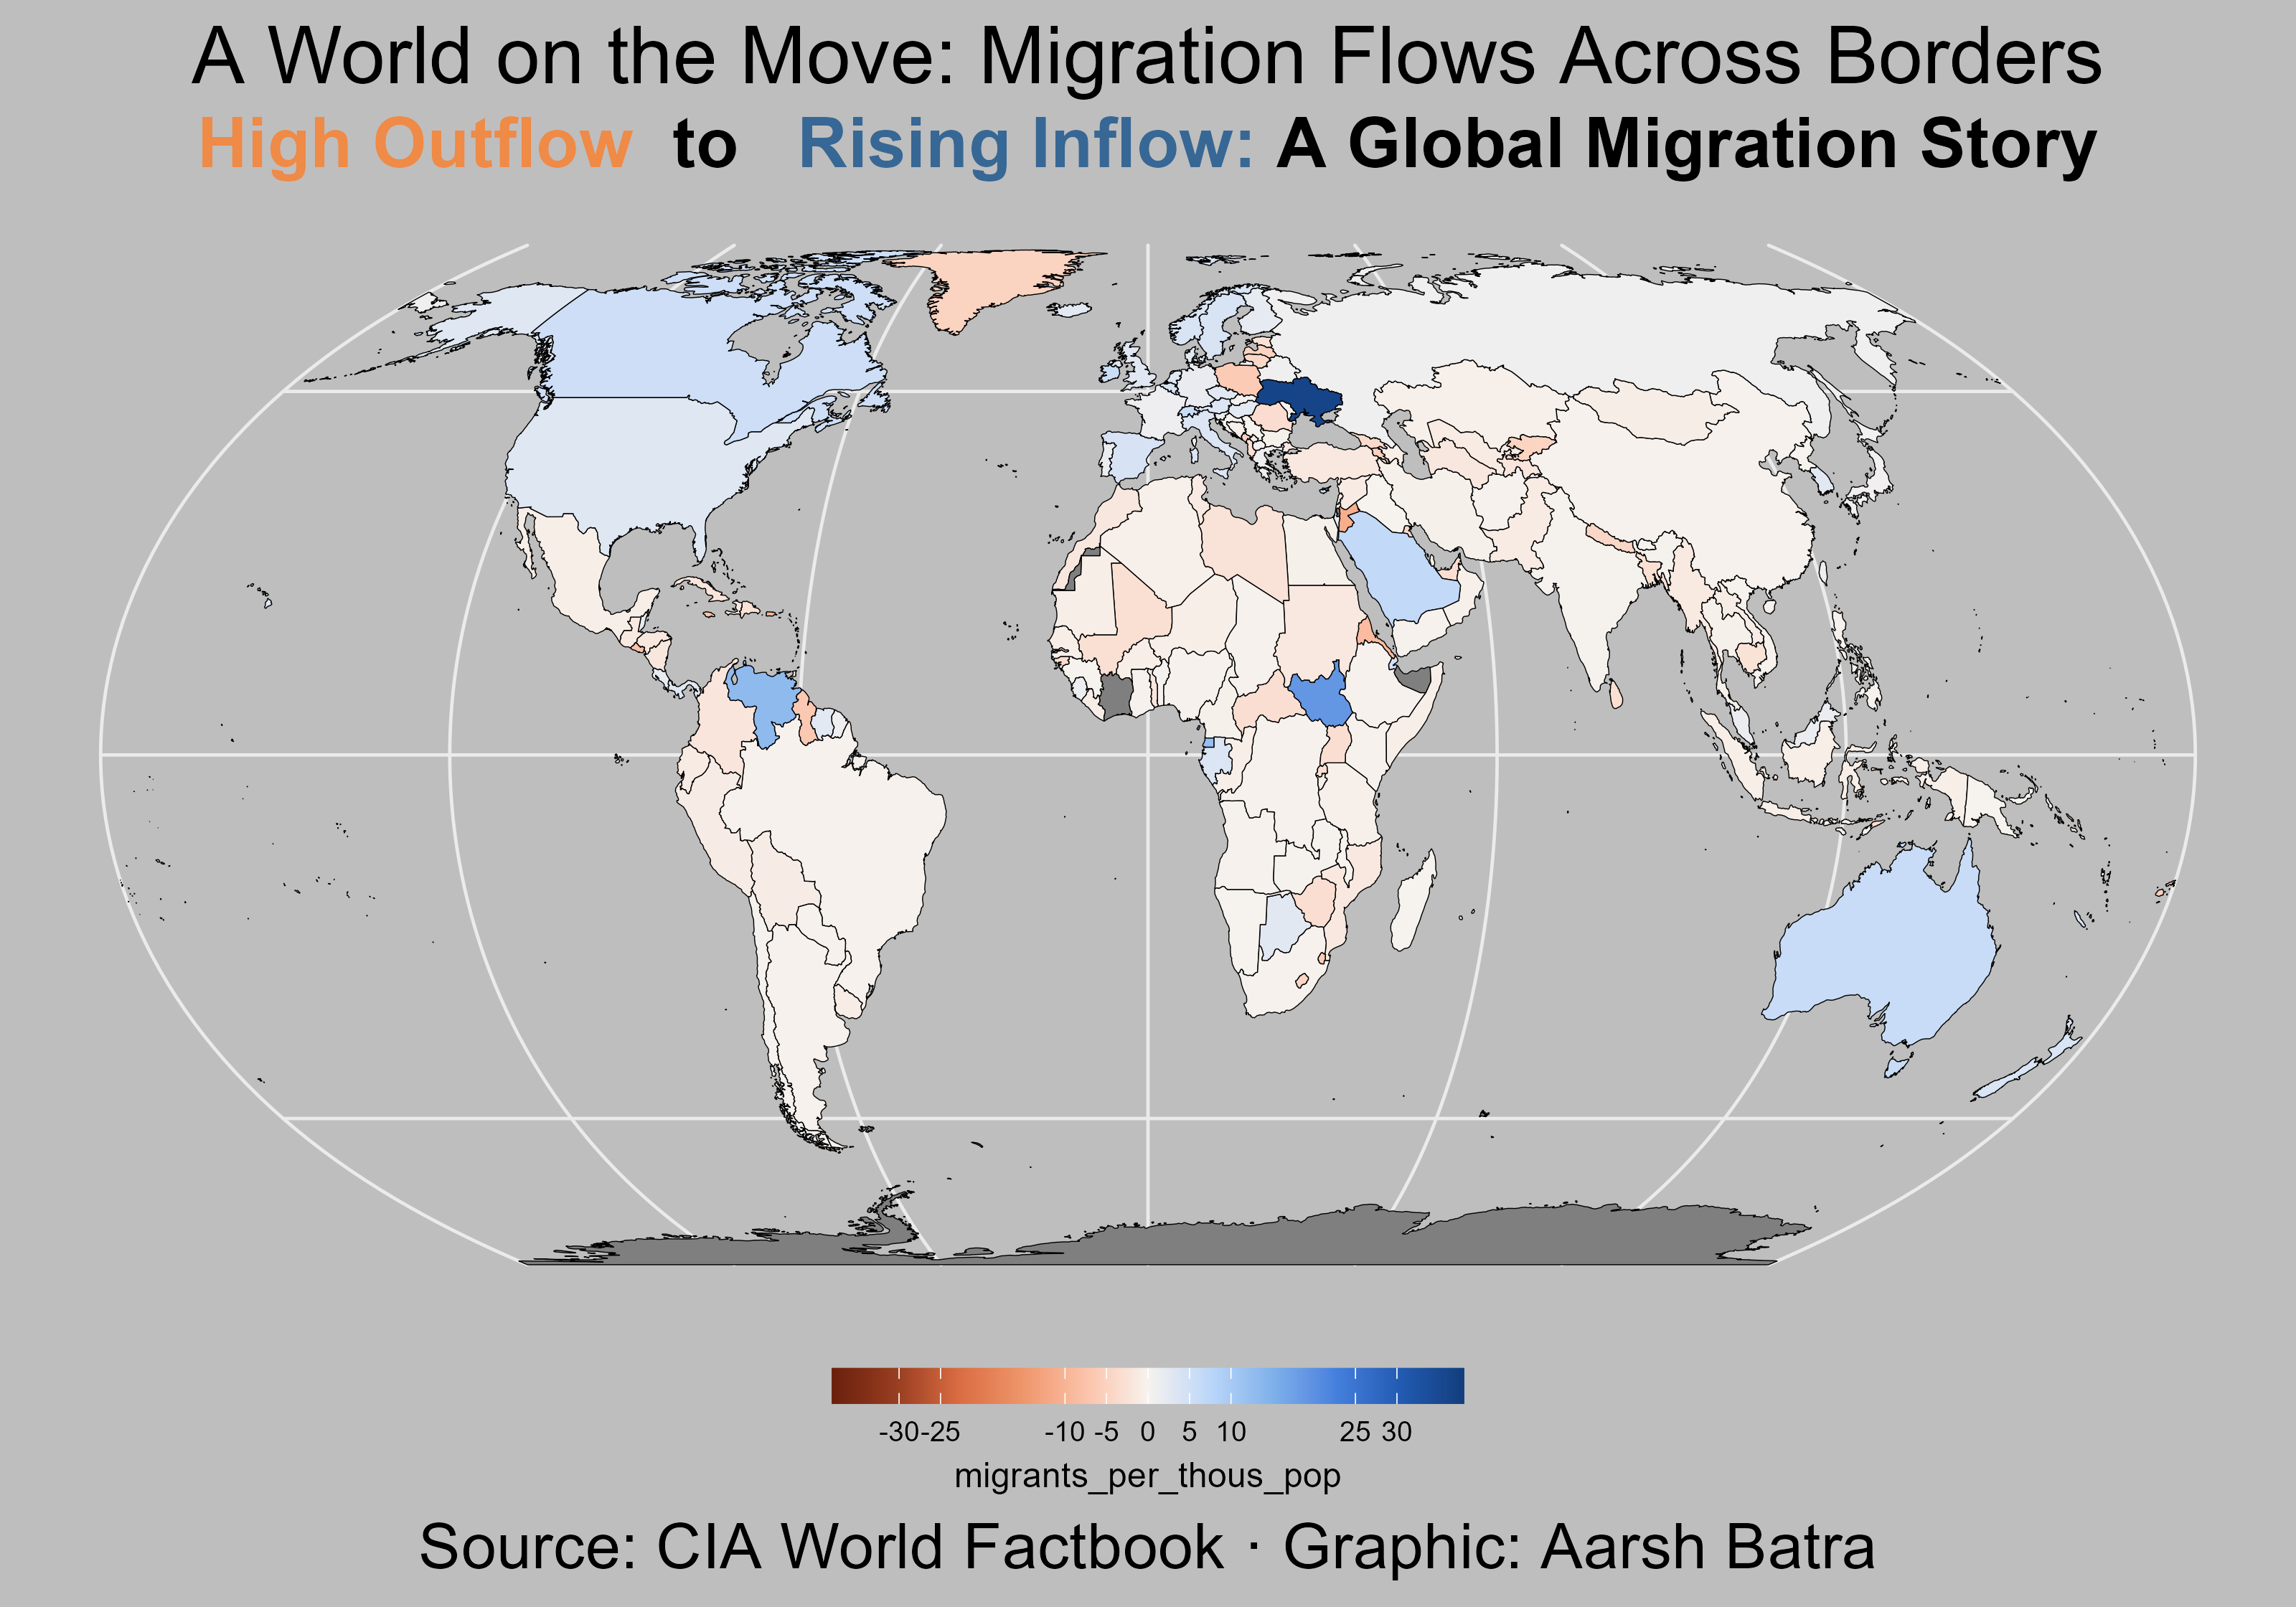 A World on the Move: Migration Flows Across Borders
High Outflow to Rising Inflow: A Global Migration Story
-30 -25 -10 -5 0 5 10 25 30
migrants_per_thous_pop
Source: CIA World Factbook · Graphic: Aarsh Batra